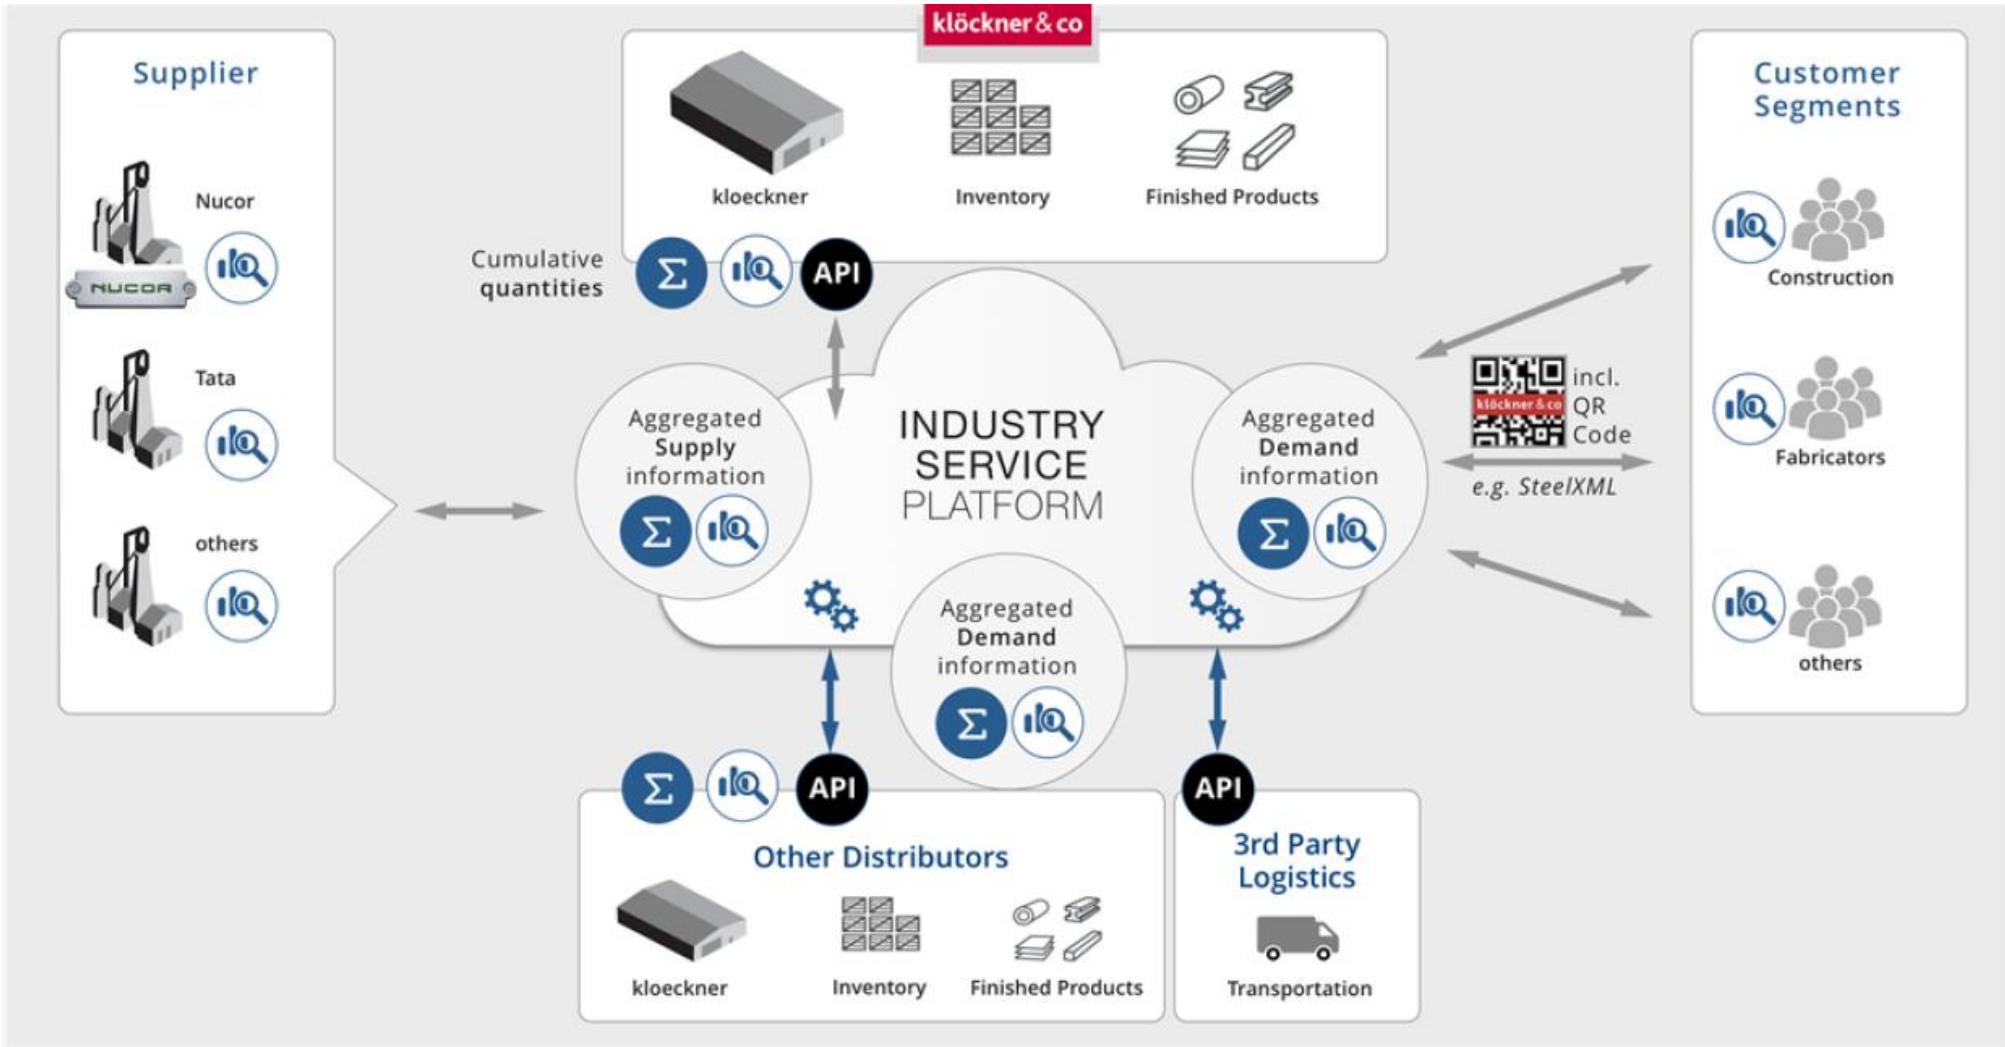 klöckner & co
Supplier
Nucor
NUCOR
Tata
others
kloeckner
Inventory
Finished Products
Cumulative
quantities
Σ
API
Aggregated
Supply
information
Σ
INDUSTRY
SERVICE
PLATFORM
Aggregated
Demand
information
Σ
Aggregated
Demand
information
Σ
klöckner & co
incl.
QR
Code
e.g. SteelXML
Customer
Segments
Construction
Fabricators
others
Σ
API
Other Distributors
kloeckner
Inventory
Finished Products
API
3rd Party
Logistics
Transportation